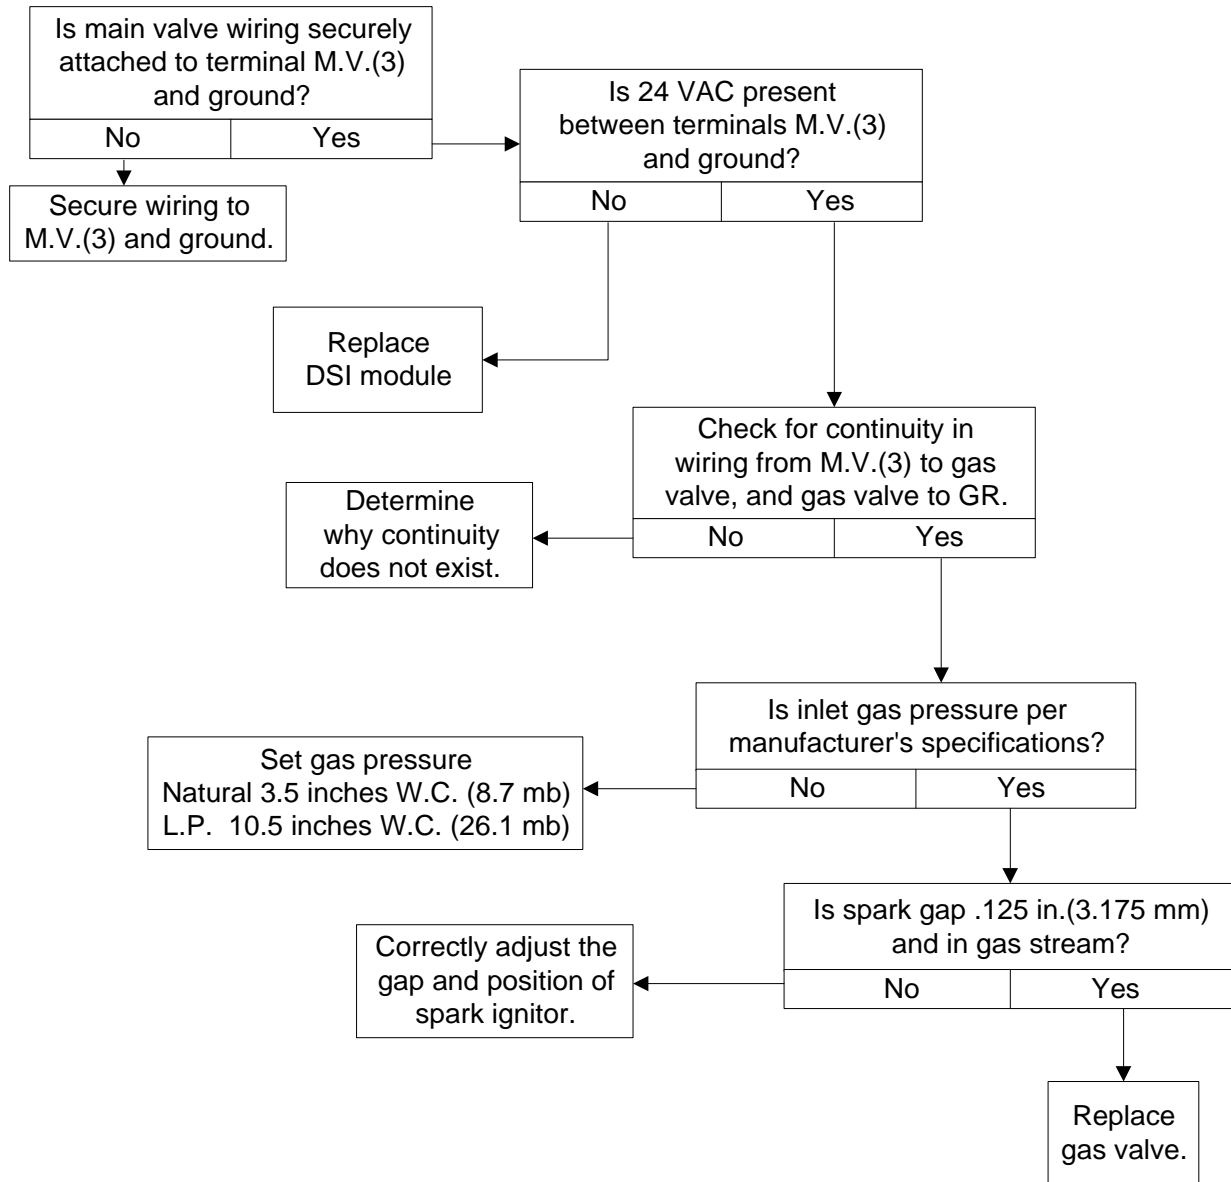 Is main valve wiring securely
attached to terminal M.V.(3)
and ground?
No Yes
Secure wiring to
M.V.(3) and ground.
Is 24 VAC present
between terminals M.V.(3)
and ground?
No Yes
Replace
DSI module
Check for continuity in
wiring from M.V.(3) to gas
valve, and gas valve to GR.
No Yes
Determine
why continuity
does not exist.
Is inlet gas pressure per
manufacturer's specifications?
No Yes
Set gas pressure
Natural 3.5 inches W.C. (8.7 mb)
L.P. 10.5 inches W.C. (26.1 mb)
Is spark gap .125 in.(3.175 mm)
and in gas stream?
No Yes
Correctly adjust the
gap and position of
spark ignitor.
Replace
gas valve.